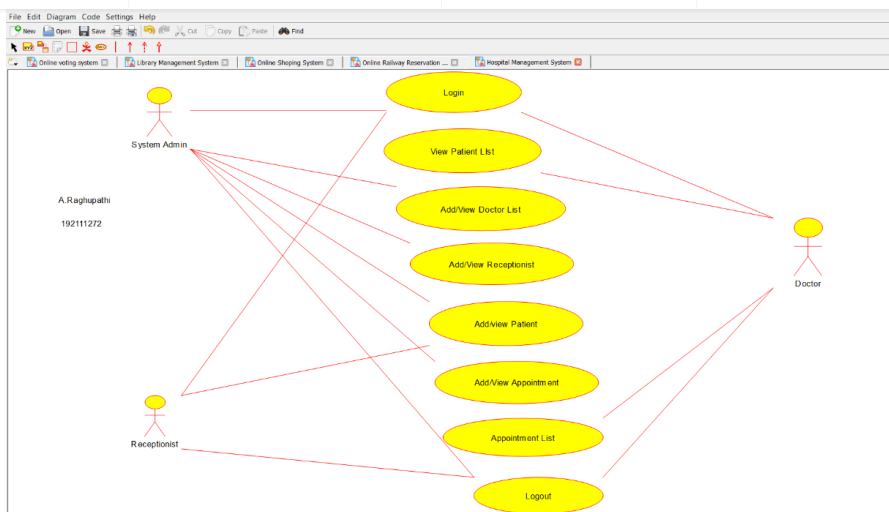 File Edit Diagram Code Settings Help
New Open Save Cut Copy Paste Find
Online voting system Library Management System Online Shoping System Online Railway Reservation ... Hospital Management System
Login
System Admin
View Patient LIst
A.Raghupathi
Add/View Doctor List
192111272
Add/View Receptionist
Doctor
Add/view Patient
Add/View Appointment
Receptionist
Appointment List
Logout